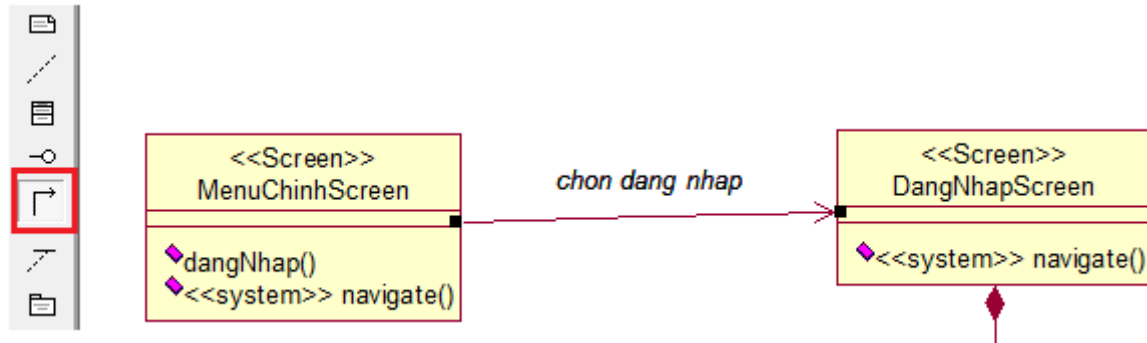 <<Screen>>
MenuChinhScreen
dangNhap()
<<system>> navigate()
chon dang nhap
<<Screen>>
DangNhapScreen
<<system>> navigate()